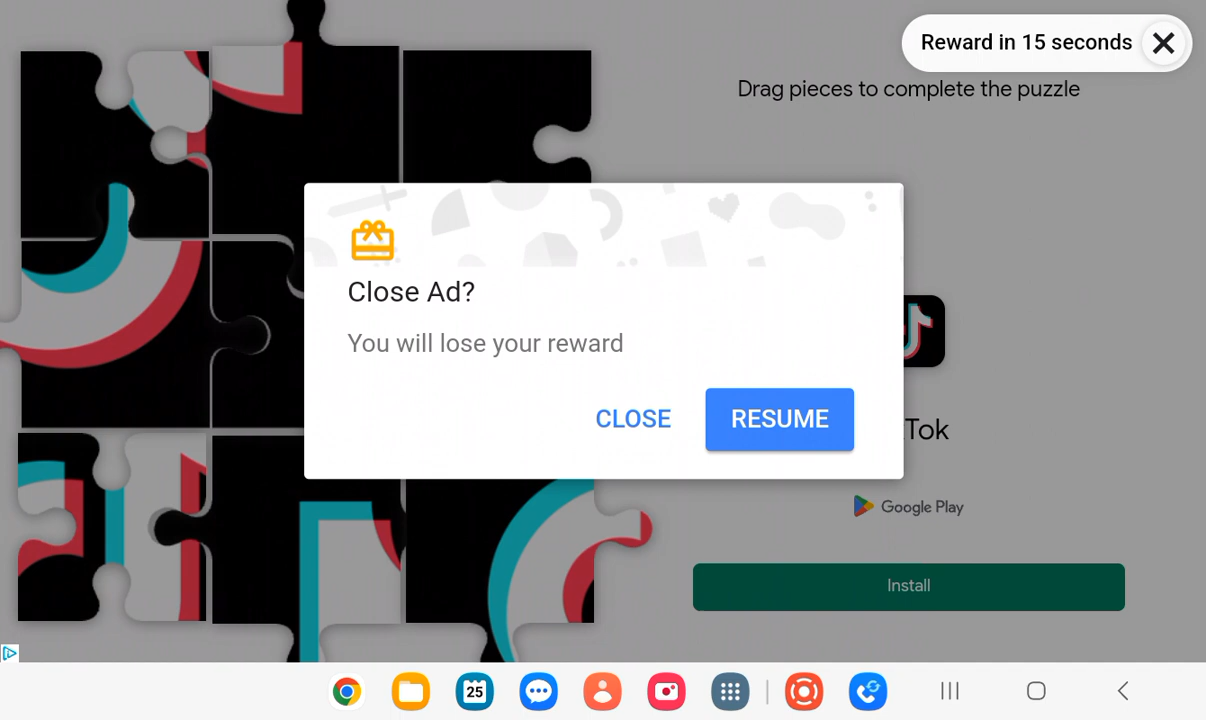 Reward in 15 seconds
Drag pieces to complete the puzzle
Close Ad?
You will lose your reward
CLOSE
RESUME
Tok
Google Play
Install
25